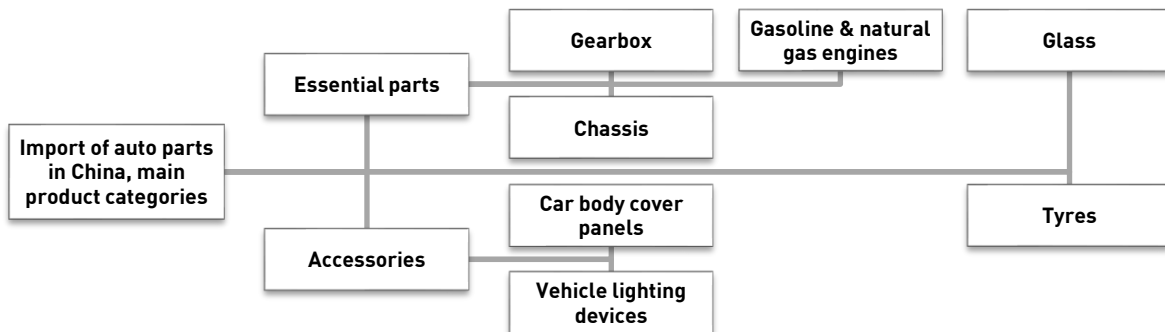 Gearbox
Gasoline & natural
gas engines
Glass
Essential parts
Chassis
Import of auto parts
in China, main
product categories
Car body cover
panels
Tyres
Accessories
Vehicle lighting
devices